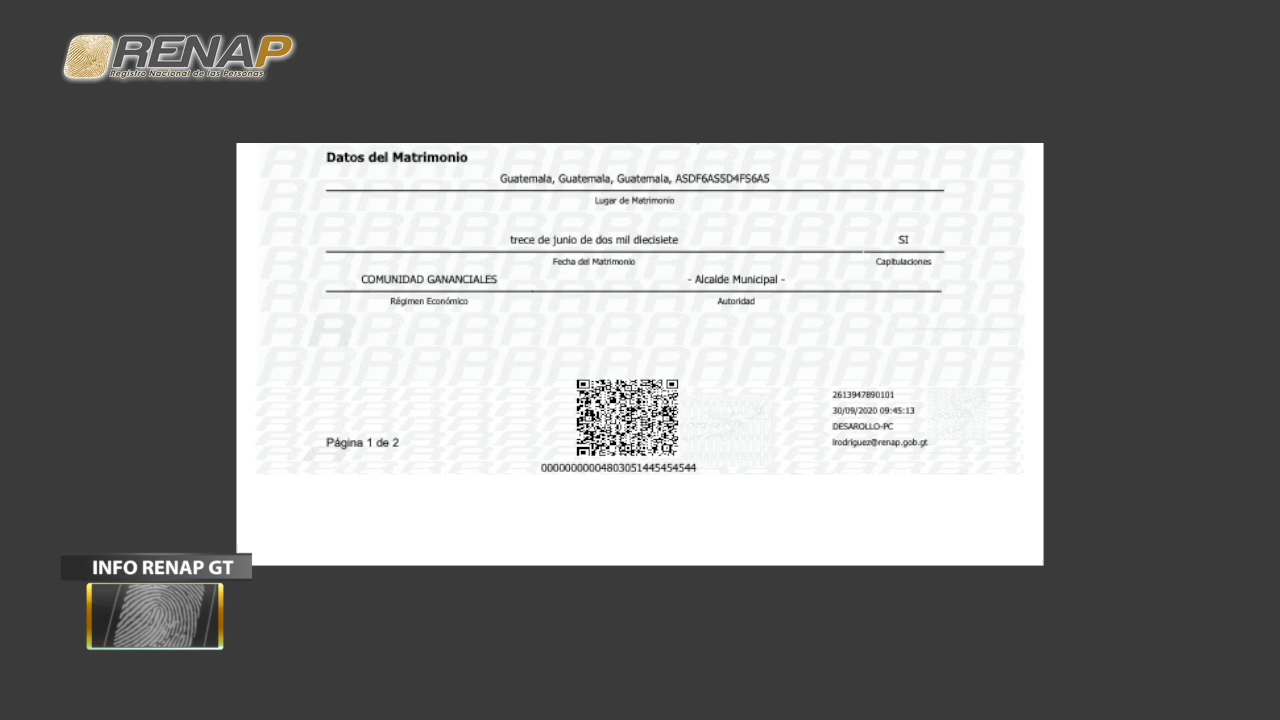 RENAP
Registro Nacional de las Personas
Datos del Matrimonio
Guatemala, Guatemala, Guatemala, ASDF6AS5D4FS6A5
Lugar de Matrimonio
trece de junio de dos mil diecisiete SI
Fecha del Matrimonio Capitulaciones
COMUNIDAD GANANCIALES - Alcalde Municipal -
Régimen Económico Autoridad
2613947890101
30/09/2020 09:45:13
DESAROLLO-PC
Página 1 de 2 lrodriguez@renap.gob.gt
00000000004803051445454544
INFO RENAP GT